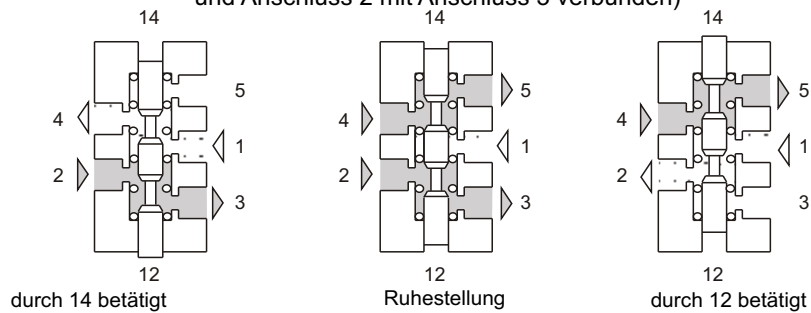 und Anschluss 2 mit Anschluss 3 verbunden)
14 14 14
5 5 5
4 4 4
1 1 1
2 2 2
3 3 3
12 12 12
durch 14 betätigt Ruhestellung durch 12 betätigt